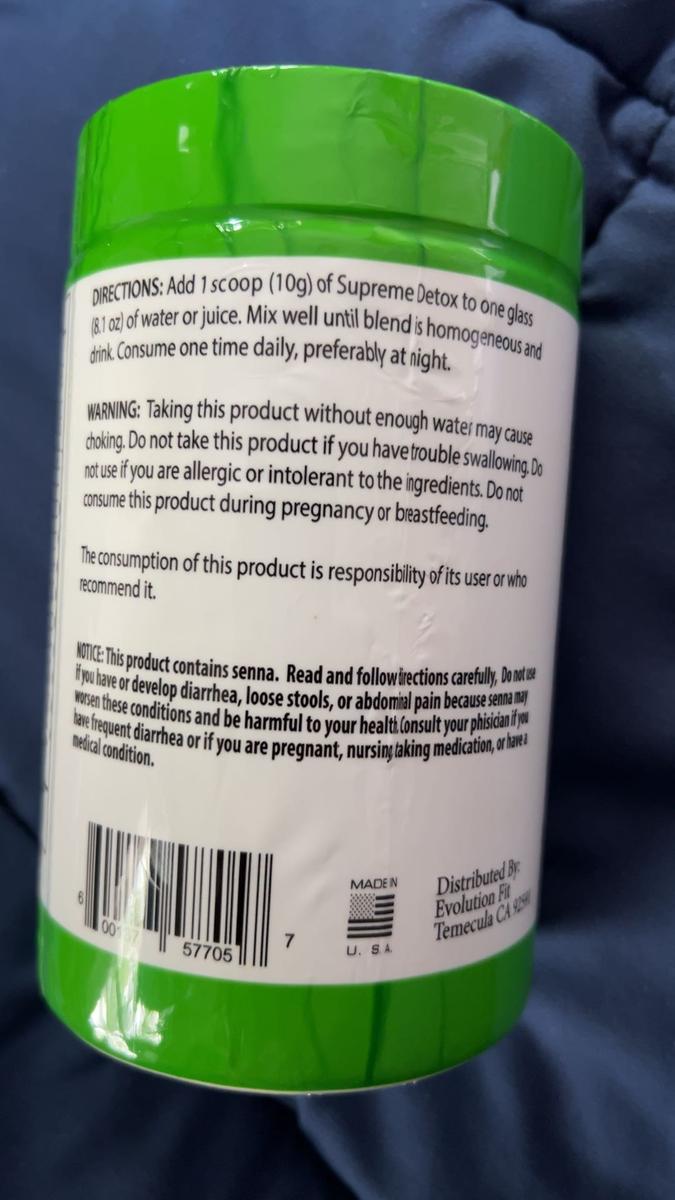 DIRECTIONS: Add 1 scoop (10g) of Supreme Detox to one glass
(8.1 oz) of water or juice. Mix well until blend is homogeneous and
drink. Consume one time daily, preferably at night.
WARNING: Taking this product without enough water may cause
choking. Do not take this product if you have trouble swallowing. Do
not use if you are allergic or intolerant to the ingredients. Do not
consume this product during pregnancy or breastfeeding.
The consumption of this product is responsibility of its user or who
recommend it.
NOTICE: This product contains senna. Read and follow directions carefully, Do not use
if you have or develop diarrhea, loose stools, or abdominal pain because senna may
worsen these conditions and be harmful to your health. Consult your phisician if you
have frequent diarrhea or if you are pregnant, nursing, taking medication, or have a
medical condition.
6 57705 7
MADE IN
U. S A.
Distributed By:
Evolution Fit
Temecula CA